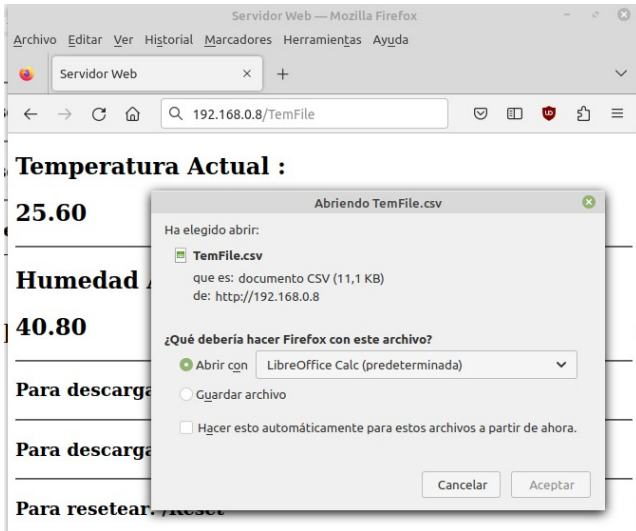 Servidor Web — Mozilla Firefox
Archivo Editar Ver Historial Marcadores Herramientas Ayuda
Servidor Web
192.168.0.8/TemFile
Temperatura Actual :
25.60
Humedad
40.80
Para descarga
Para descarga
Para resetear: /Reset
Abriendo TemFile.csv
Ha elegido abrir:
TemFile.csv
que es: documento CSV (11,1 KB)
de: http://192.168.0.8
¿Qué debería hacer Firefox con este archivo?
Abrir con LibreOffice Calc (predeterminada)
Guardar archivo
Hacer esto automáticamente para estos archivos a partir de ahora.
Cancelar Aceptar